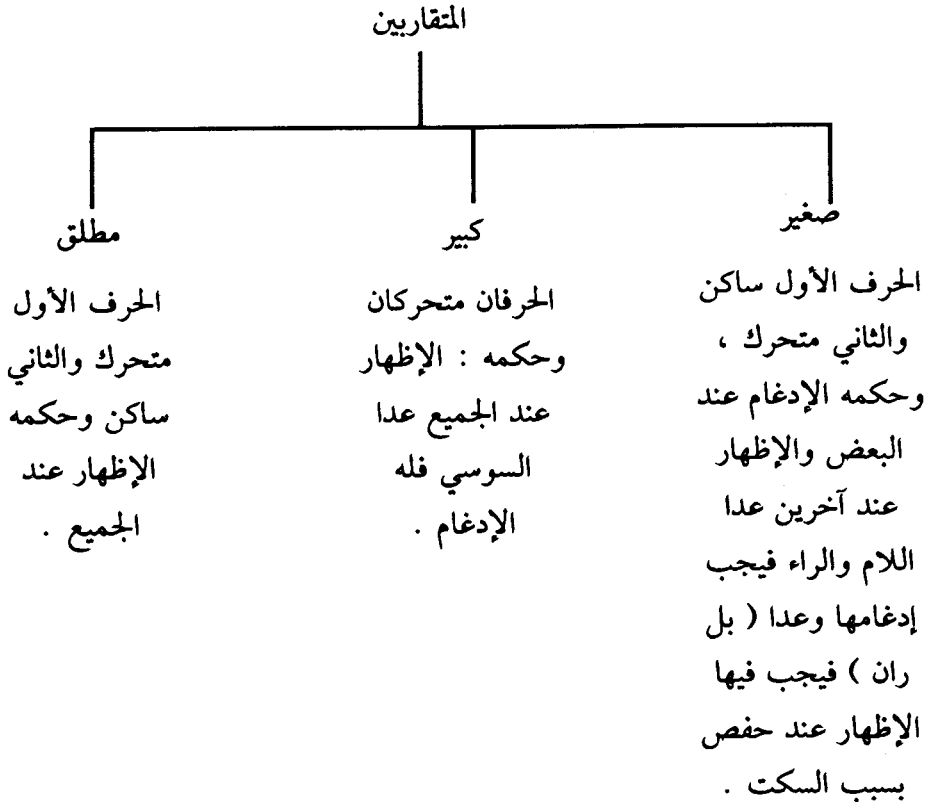 المتقاربين
صغير
الحرف الأول ساكن
والثاني متحرك ،
وحكمه الإدغام عند
البعض والإظهار
عند آخرين عدا
اللام والراء فيجب
إدغامها وعدا ( بل
ران ) فيجب فيها
الإظهار عند حفص
بسبب السكت .
كبير
الحرفان متحركان
وحكمه : الإظهار
عند الجميع عدا
السوسي فله
الإدغام .
مطلق
الحرف الأول
متحرك والثاني
ساكن وحكمه
الإظهار عند
الجميع .